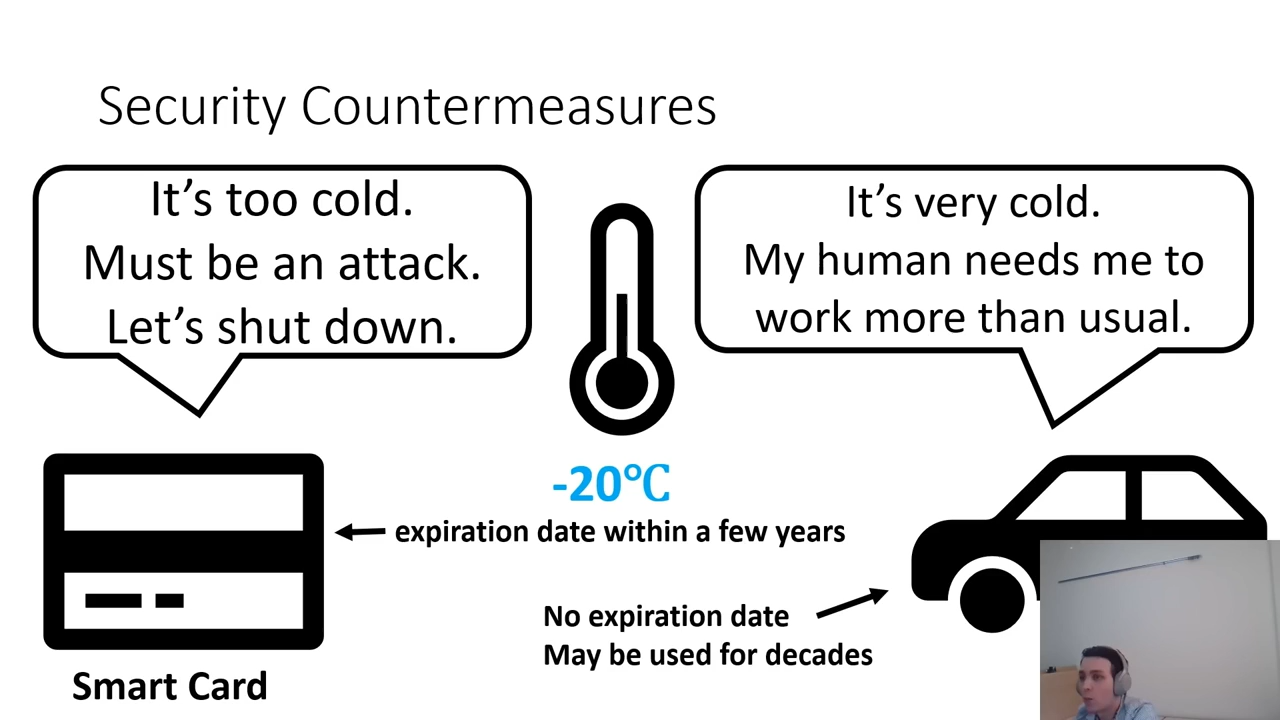 Security Countermeasures
It’s too cold.
Must be an attack.
Let’s shut down.
It’s very cold.
My human needs me to
work more than usual.
-20℃
expiration date within a few years
No expiration date
May be used for decades
Smart Card